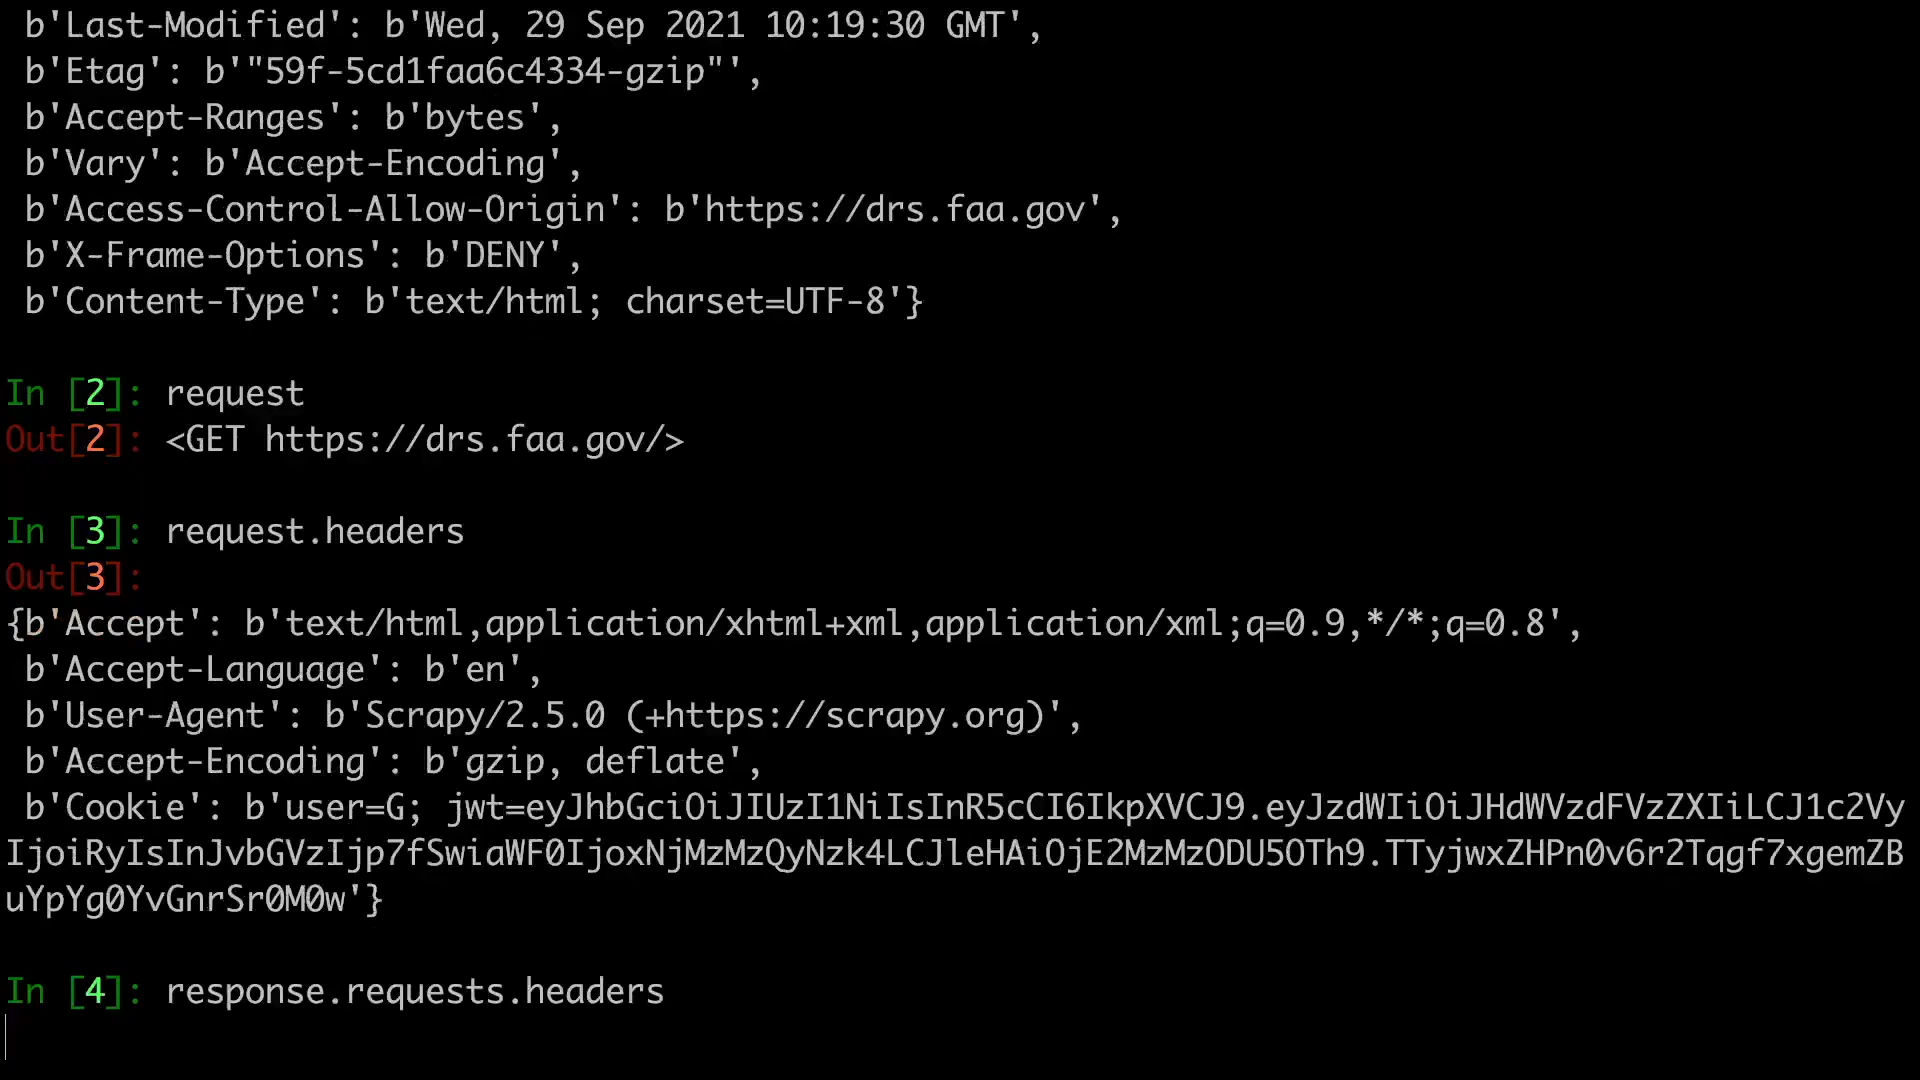 b'Last-Modified': b'Wed, 29 Sep 2021 10:19:30 GMT',
b'Etag': b'"59f-5cd1faa6c4334-gzip"',
b'Accept-Ranges': b'bytes',
b'Vary': b'Accept-Encoding',
b'Access-Control-Allow-Origin': b'https://drs.faa.gov',
b'X-Frame-Options': b'DENY',
b'Content-Type': b'text/html; charset=UTF-8'}
In [2]: request
Out[2]: <GET https://drs.faa.gov/>
In [3]: request.headers
Out[3]:
{b'Accept': b'text/html,application/xhtml+xml,application/xml;q=0.9,*/*;q=0.8',
b'Accept-Language': b'en',
b'User-Agent': b'Scrapy/2.5.0 (+https://scrapy.org)',
b'Accept-Encoding': b'gzip, deflate',
b'Cookie': b'user=G; jwt=eyJhbGciOiJIUzI1NiIsInR5cCI6IkpXVCJ9.eyJzdWIiOiJHdWVzdFVzZXIiLCJ1c2Vy
IjoiRyIsInJvbGVzIjp7fSwiaWF0IjoxNjMzMzQyNzk4LCJleHAiOjE2MzMzODU5OTh9.TTyjwxZHPn0v6r2Tqgf7xgemZB
uYpYg0YvGnrSr0M0w'}
In [4]: response.requests.headers